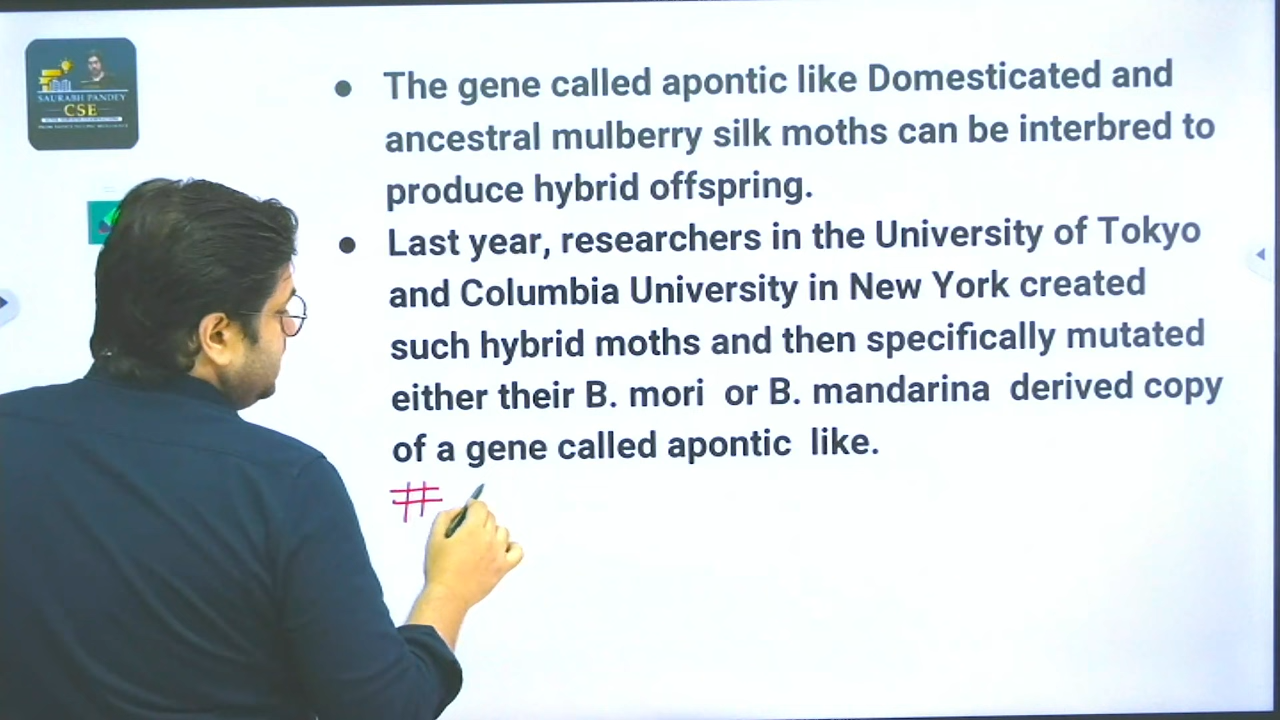 SAURABH PANDEY
CSE
The gene called apontic like Domesticated and
ancestral mulberry silk moths can be interbred to
produce hybrid offspring.
Last year, researchers in the University of Tokyo
and Columbia University in New York created
such hybrid moths and then specifically mutated
either their B. mori or B. mandarina derived copy
of a gene called apontic like.
#